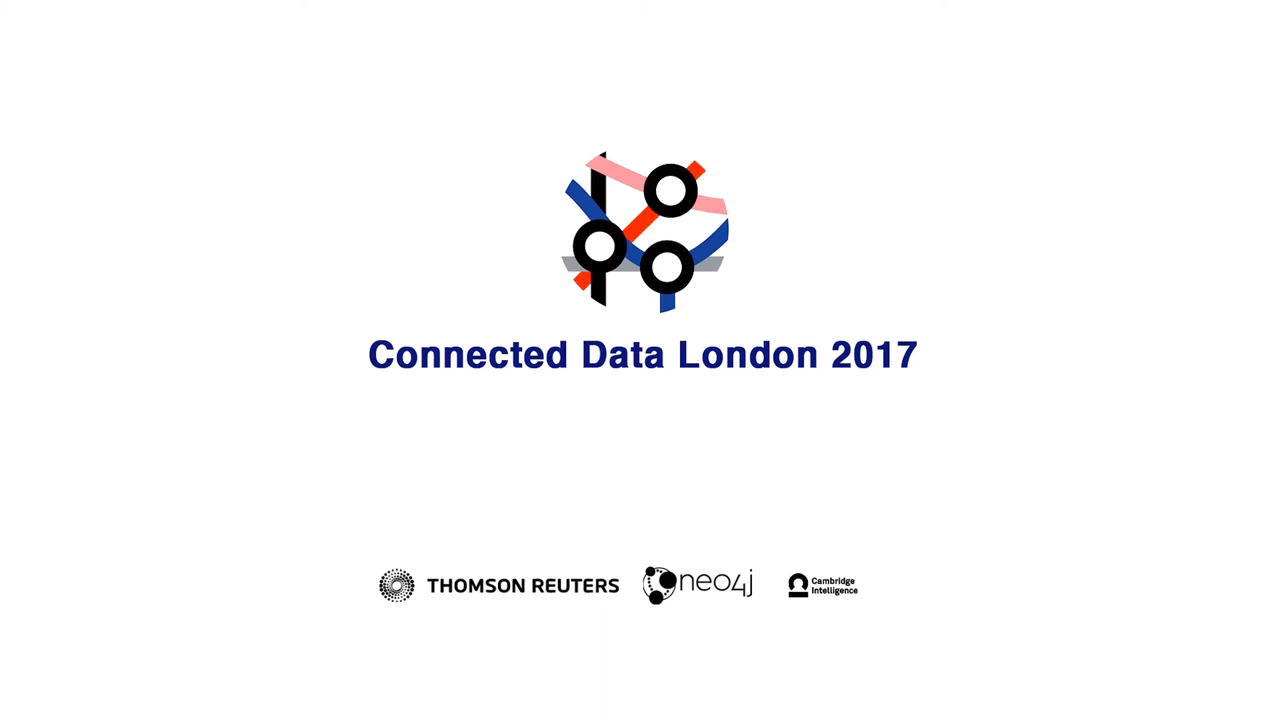 Connected Data London 2017
THOMSON REUTERS
neo4j
Cambridge
Intelligence